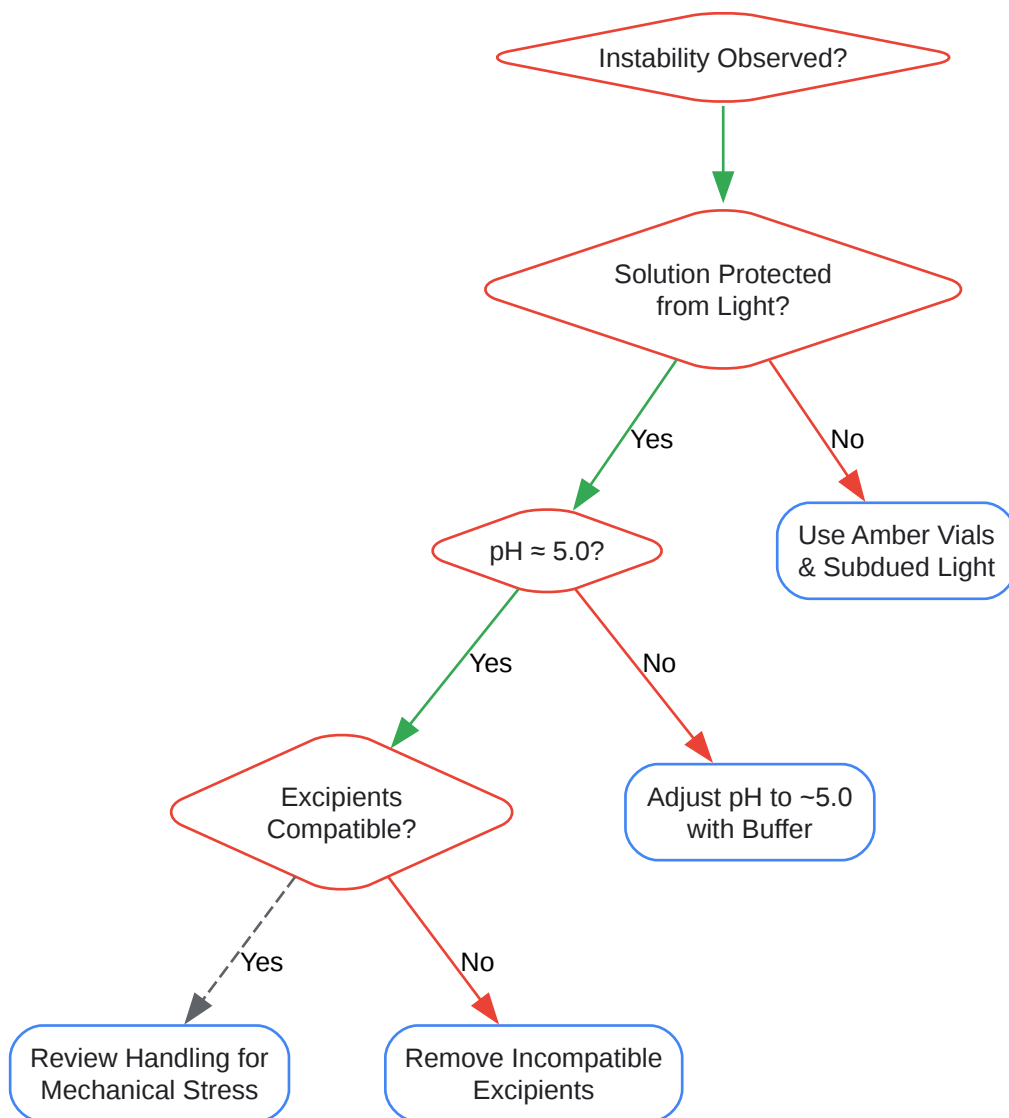 Instability Observed?
Solution Protected
from Light?
Yes
No
Use Amber Vials
& Subdued Light
pH ≈ 5.0?
Yes
No
Excipients
Compatible?
Adjust pH to ~5.0
with Buffer
Yes
No
Review Handling for
Mechanical Stress
Remove Incompatible
Excipients